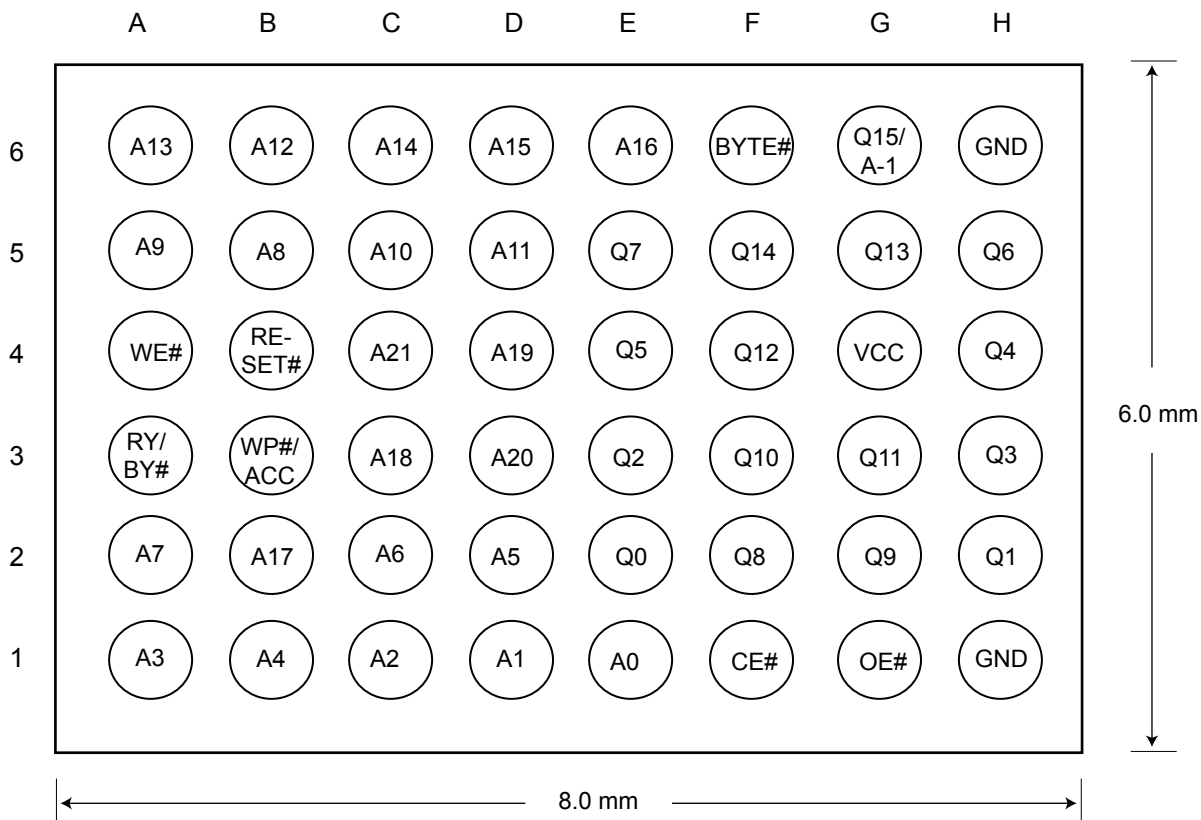 A B C D E F G H
6 A13 A12 A14 A15 A16 BYTE# Q15/
A-1 GND
5 A9 A8 A10 A11 Q7 Q14 Q13 Q6
4 WE# RE-
SET# A21 A19 Q5 Q12 VCC Q4
6.0 mm
3 RY/
BY# WP#/
ACC A18 A20 Q2 Q10 Q11 Q3
2 A7 A17 A6 A5 Q0 Q8 Q9 Q1
1 A3 A4 A2 A1 A0 CE# OE# GND
8.0 mm